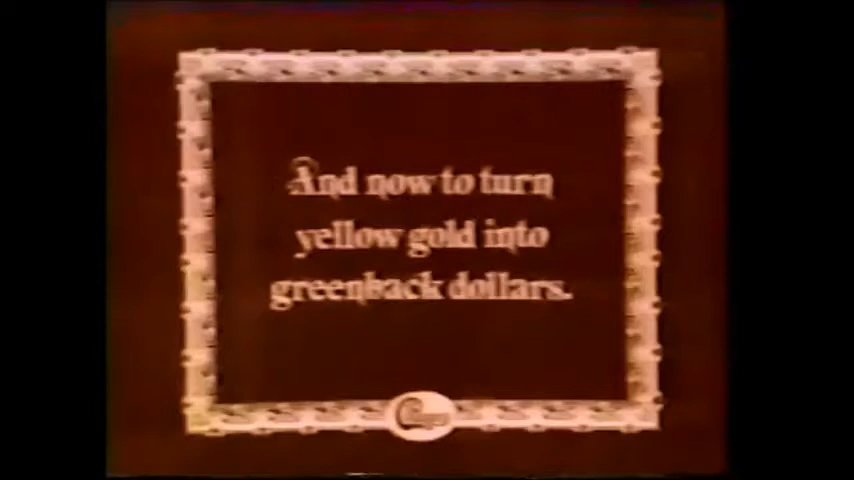 And now to turn
yellow gold into
greenback dollars.